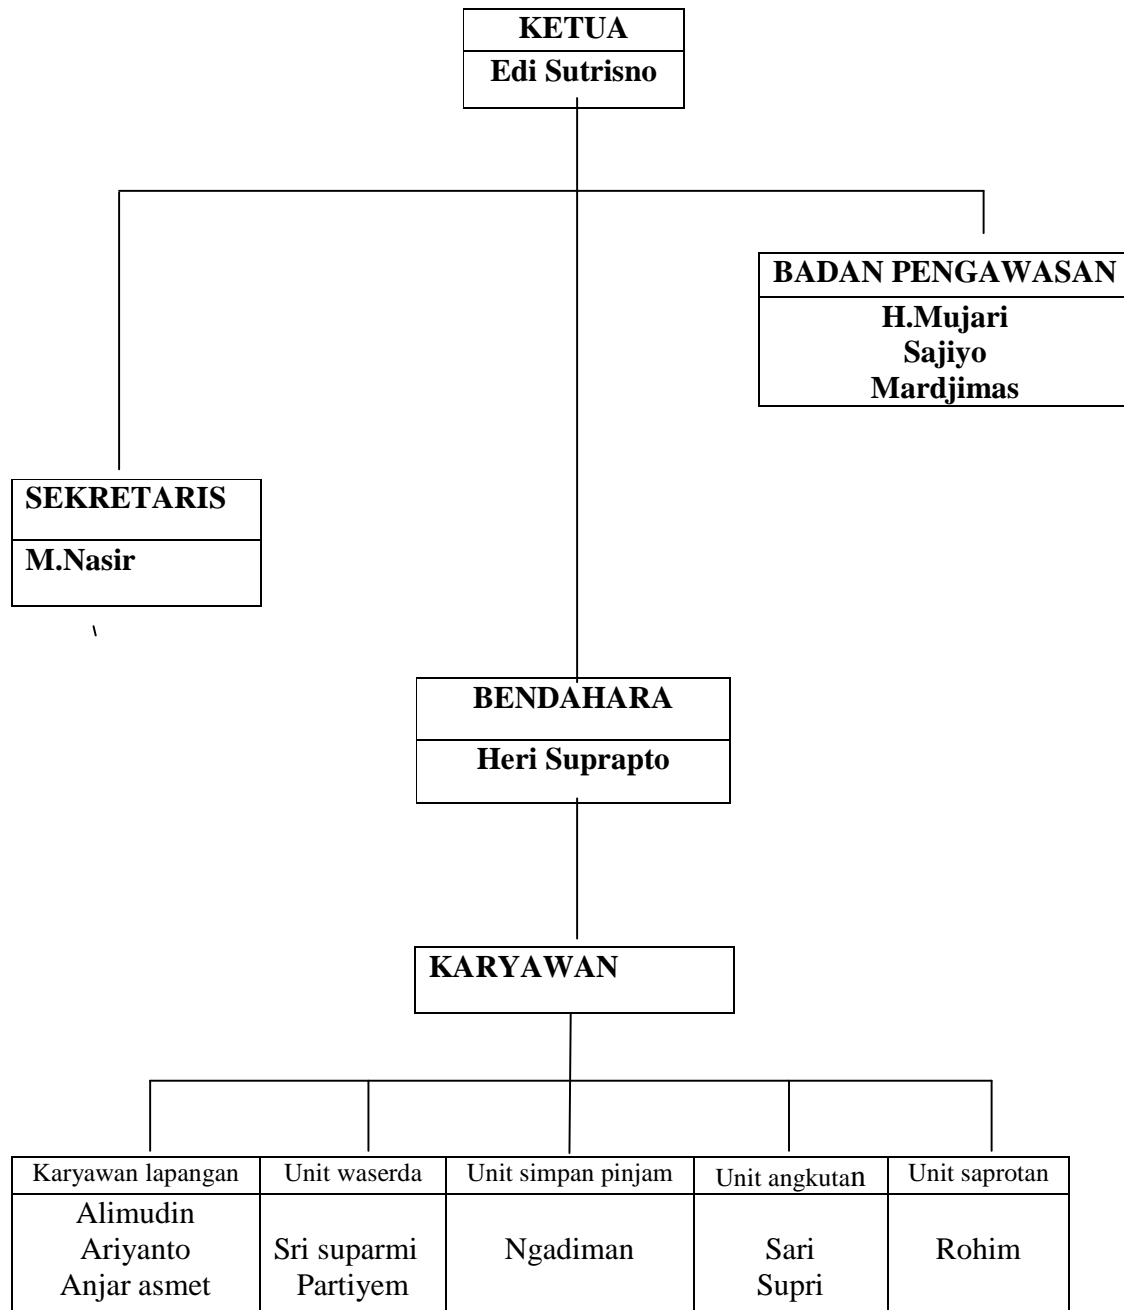 KETUA
Edi Sutrisno
BADAN PENGAWASAN
H.Mujari
Sajiyo
Mardjimas
SEKRETARIS
M.Nasir
\
BENDAHARA
Heri Suprapto
KARYAWAN
Karyawan lapangan
Alimudin
Ariyanto
Anjar asmet
Unit waserda
Sri suparmi
Partiyem
Unit simpan pinjam
Ngadiman
Unit angkutan
Sari
Supri
Unit saprotan
Rohim